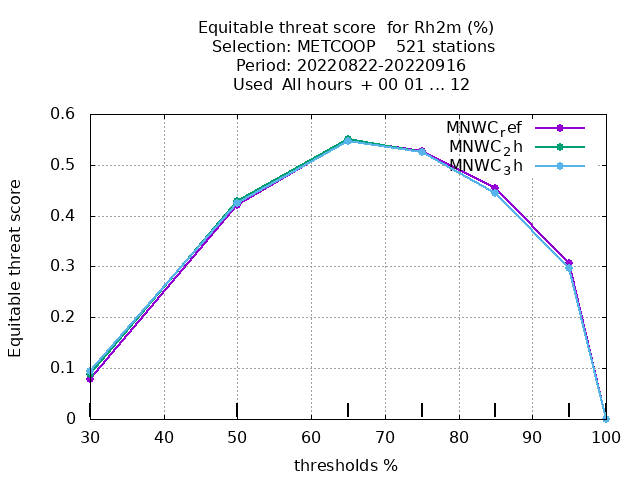 Equitable threat score  for Rh2m (%)
Selection: METCOOP    521 stations
Period: 20220822-20220916
Used  All hours  + 00 01 ... 12
MNWC_ref
MNWC_2h
MNWC_3h
Equitable threat score
0.6
0.5
0.4
0.3
0.2
0.1
0
30 40 50 60 70 80 90 100
thresholds %